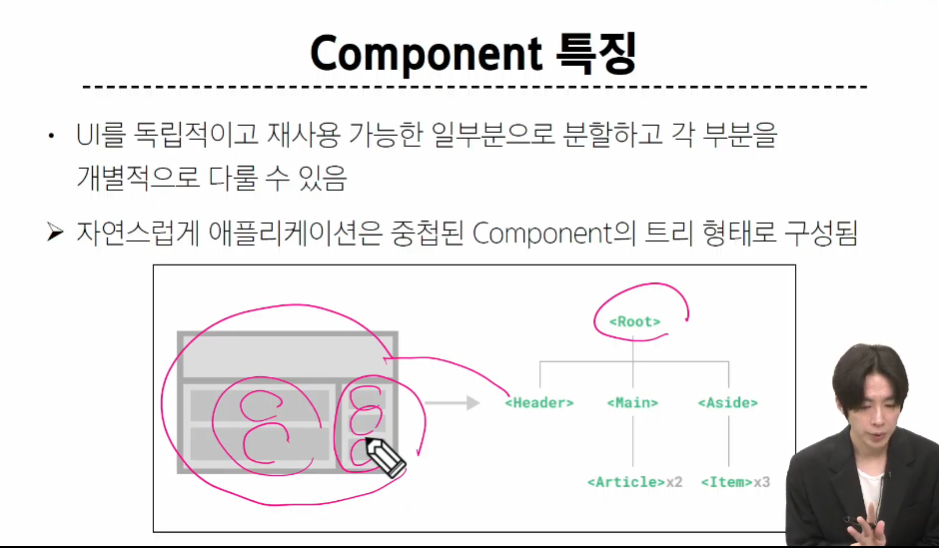 Component 특징
• UI를 독립적이고 재사용 가능한 일부분으로 분할하고 각 부분을
개별적으로 다룰 수 있음
➤ 자연스럽게 애플리케이션은 중첩된 Component의 트리 형태로 구성됨
<Root>
<Header> <Main> <Aside>
<Article>x2 <Item>x3